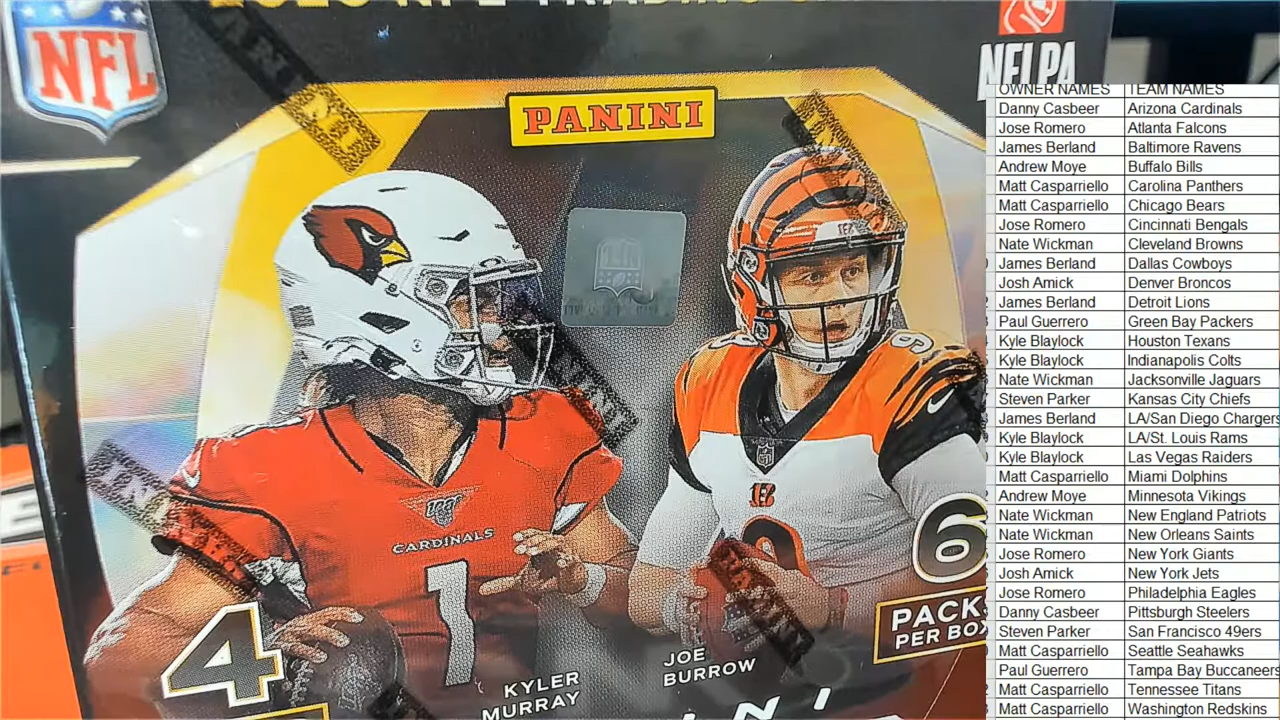 NFL
PANINI
NFLPA
4
6
PACKS
PER BOX
CARDINALS
1
9
KYLER
MURRAY
JOE
BURROW
OWNER NAMES TEAM NAMES
Danny Casbeer Arizona Cardinals
Jose Romero Atlanta Falcons
James Berland Baltimore Ravens
Andrew Moye Buffalo Bills
Matt Casparriello Carolina Panthers
Matt Casparriello Chicago Bears
Jose Romero Cincinnati Bengals
Nate Wickman Cleveland Browns
James Berland Dallas Cowboys
Josh Amick Denver Broncos
James Berland Detroit Lions
Paul Guerrero Green Bay Packers
Kyle Blaylock Houston Texans
Kyle Blaylock Indianapolis Colts
Nate Wickman Jacksonville Jaguars
Steven Parker Kansas City Chiefs
James Berland LA/San Diego Chargers
Kyle Blaylock LA/St. Louis Rams
Kyle Blaylock Las Vegas Raiders
Matt Casparriello Miami Dolphins
Andrew Moye Minnesota Vikings
Nate Wickman New England Patriots
Nate Wickman New Orleans Saints
Jose Romero New York Giants
Josh Amick New York Jets
Jose Romero Philadelphia Eagles
Danny Casbeer Pittsburgh Steelers
Steven Parker San Francisco 49ers
Matt Casparriello Seattle Seahawks
Paul Guerrero Tampa Bay Buccaneers
Matt Casparriello Tennessee Titans
Matt Casparriello Washington Redskins